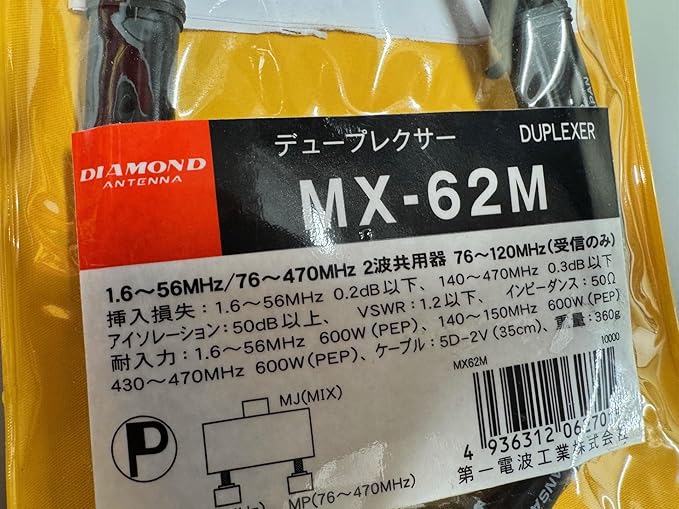 DIAMOND
ANTENNA
デュープレクサー
DUPLEXER
MX-62M
1.6～56MHz/76～470MHz 2波共用器 76～120MHz(受信のみ)
挿入損失：1.6～56MHz 0.2dB以下、140～470MHz 0.3dB以下
アイソレーション：50dB以上、 VSWR：1.2以下、 インピーダンス：50Ω
耐入力：1.6～56MHz 600W(PEP)、140～150MHz 600W(PEP)
430～470MHz 600W(PEP)、ケーブル：5D-2V(35cm)、重量：360g
MX62M
10000
P
MJ(MIX)
MP(76～470MHz)
4 936312 06270
第一電波工業株式会社